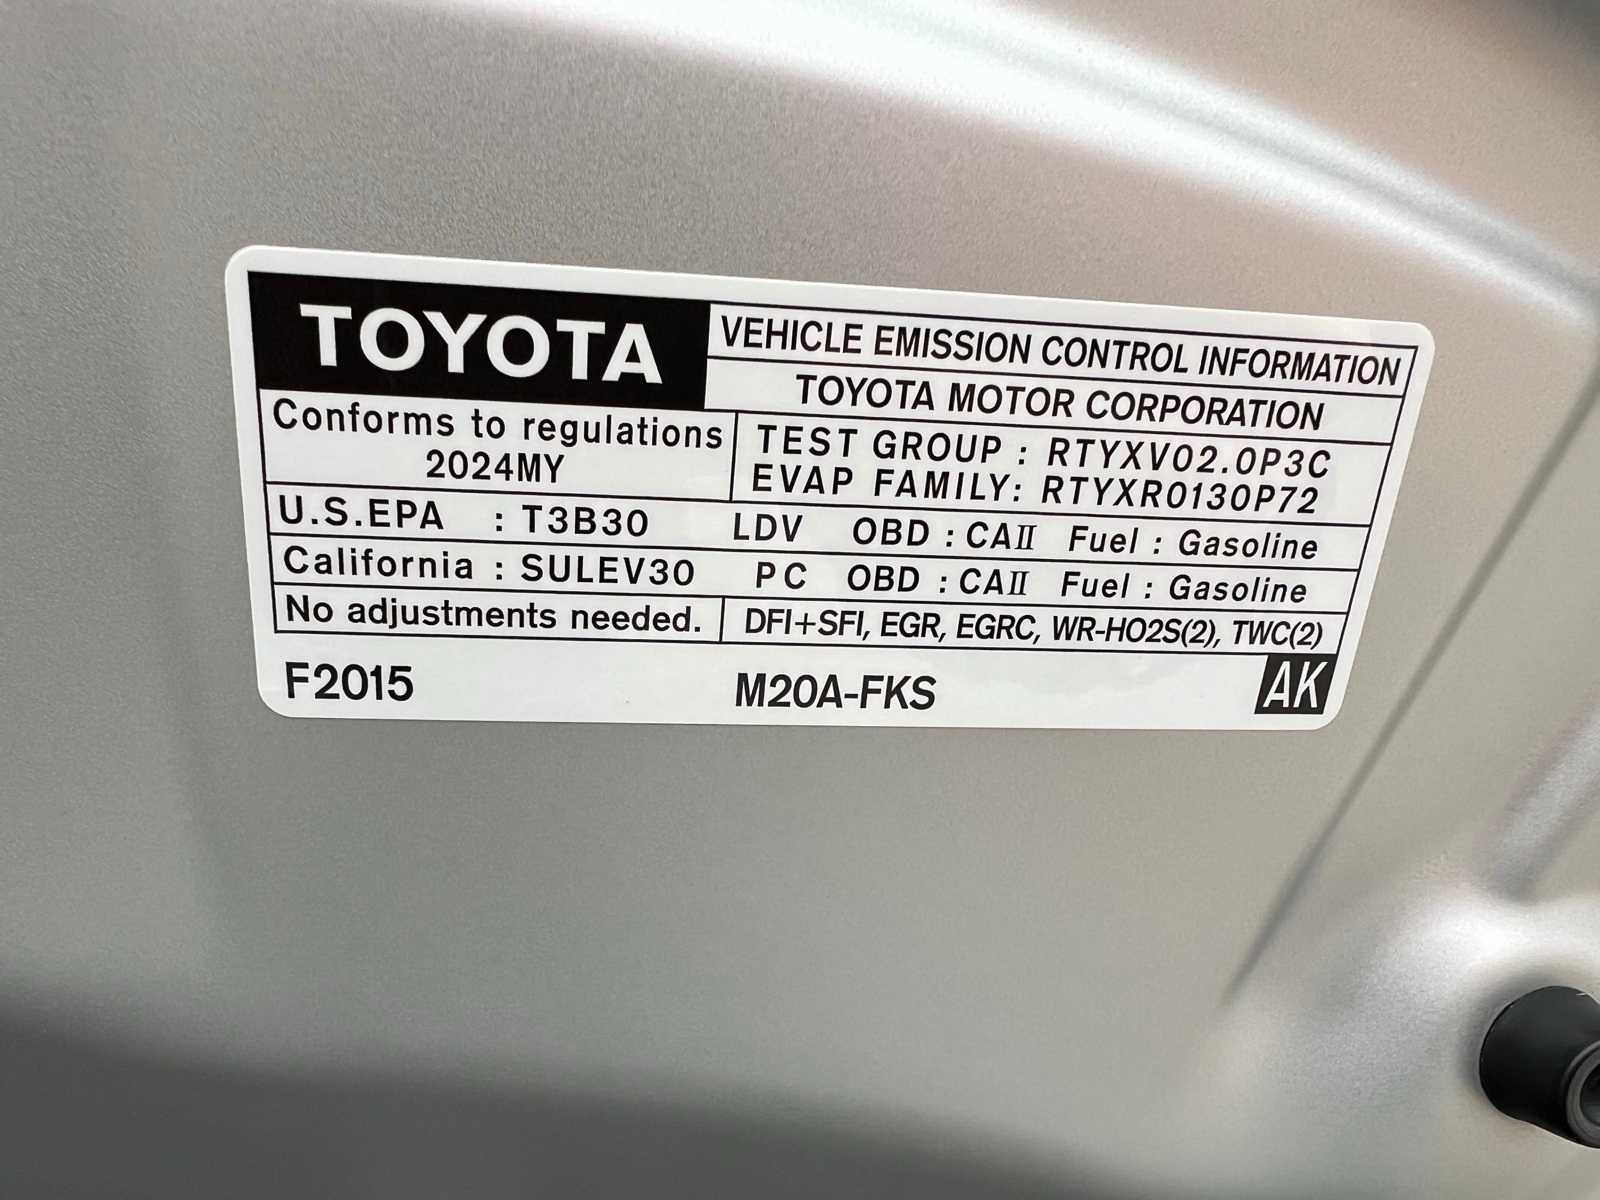 TOYOTA
VEHICLE EMISSION CONTROL INFORMATION
TOYOTA MOTOR CORPORATION
Conforms to regulations
2024MY
TEST GROUP : RTYXV02.0P3C
EVAP FAMILY: RTYXR0130P72
U.S.EPA : T3B30 LDV OBD : CAⅡ Fuel : Gasoline
California : SULEV30 PC OBD : CAⅡ Fuel : Gasoline
No adjustments needed. DFI+SFI, EGR, EGRC, WR-HO2S(2), TWC(2)
F2015 M20A-FKS AK